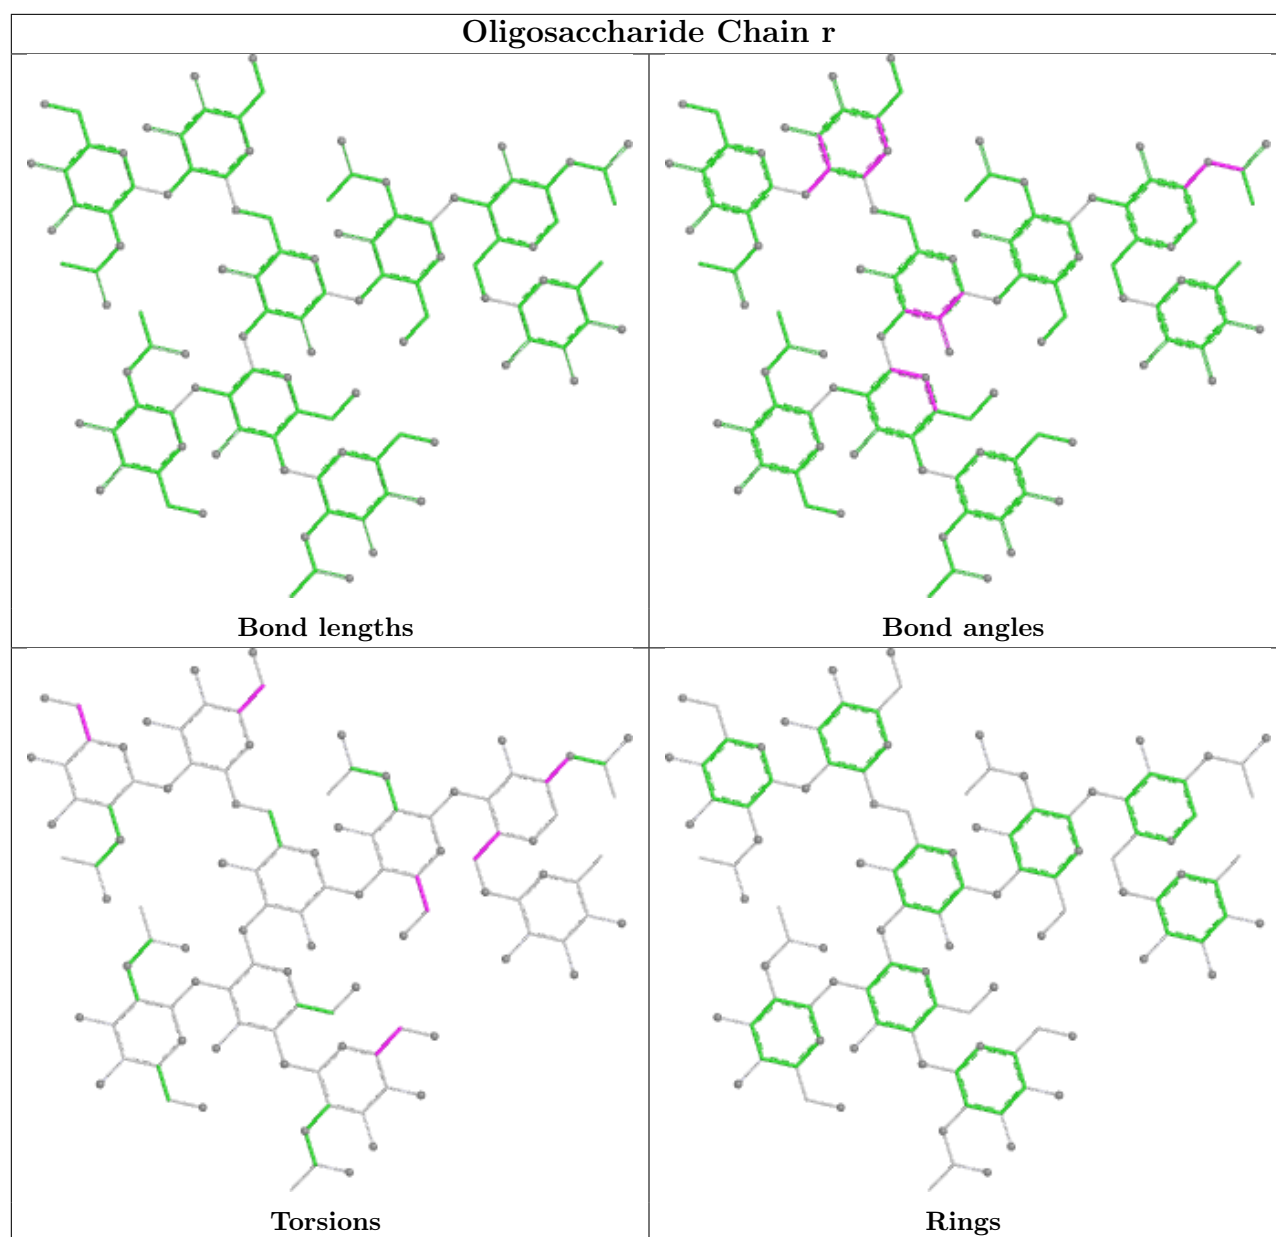 Oligosaccharide Chain r
Bond lengths
Bond angles
Torsions
Rings